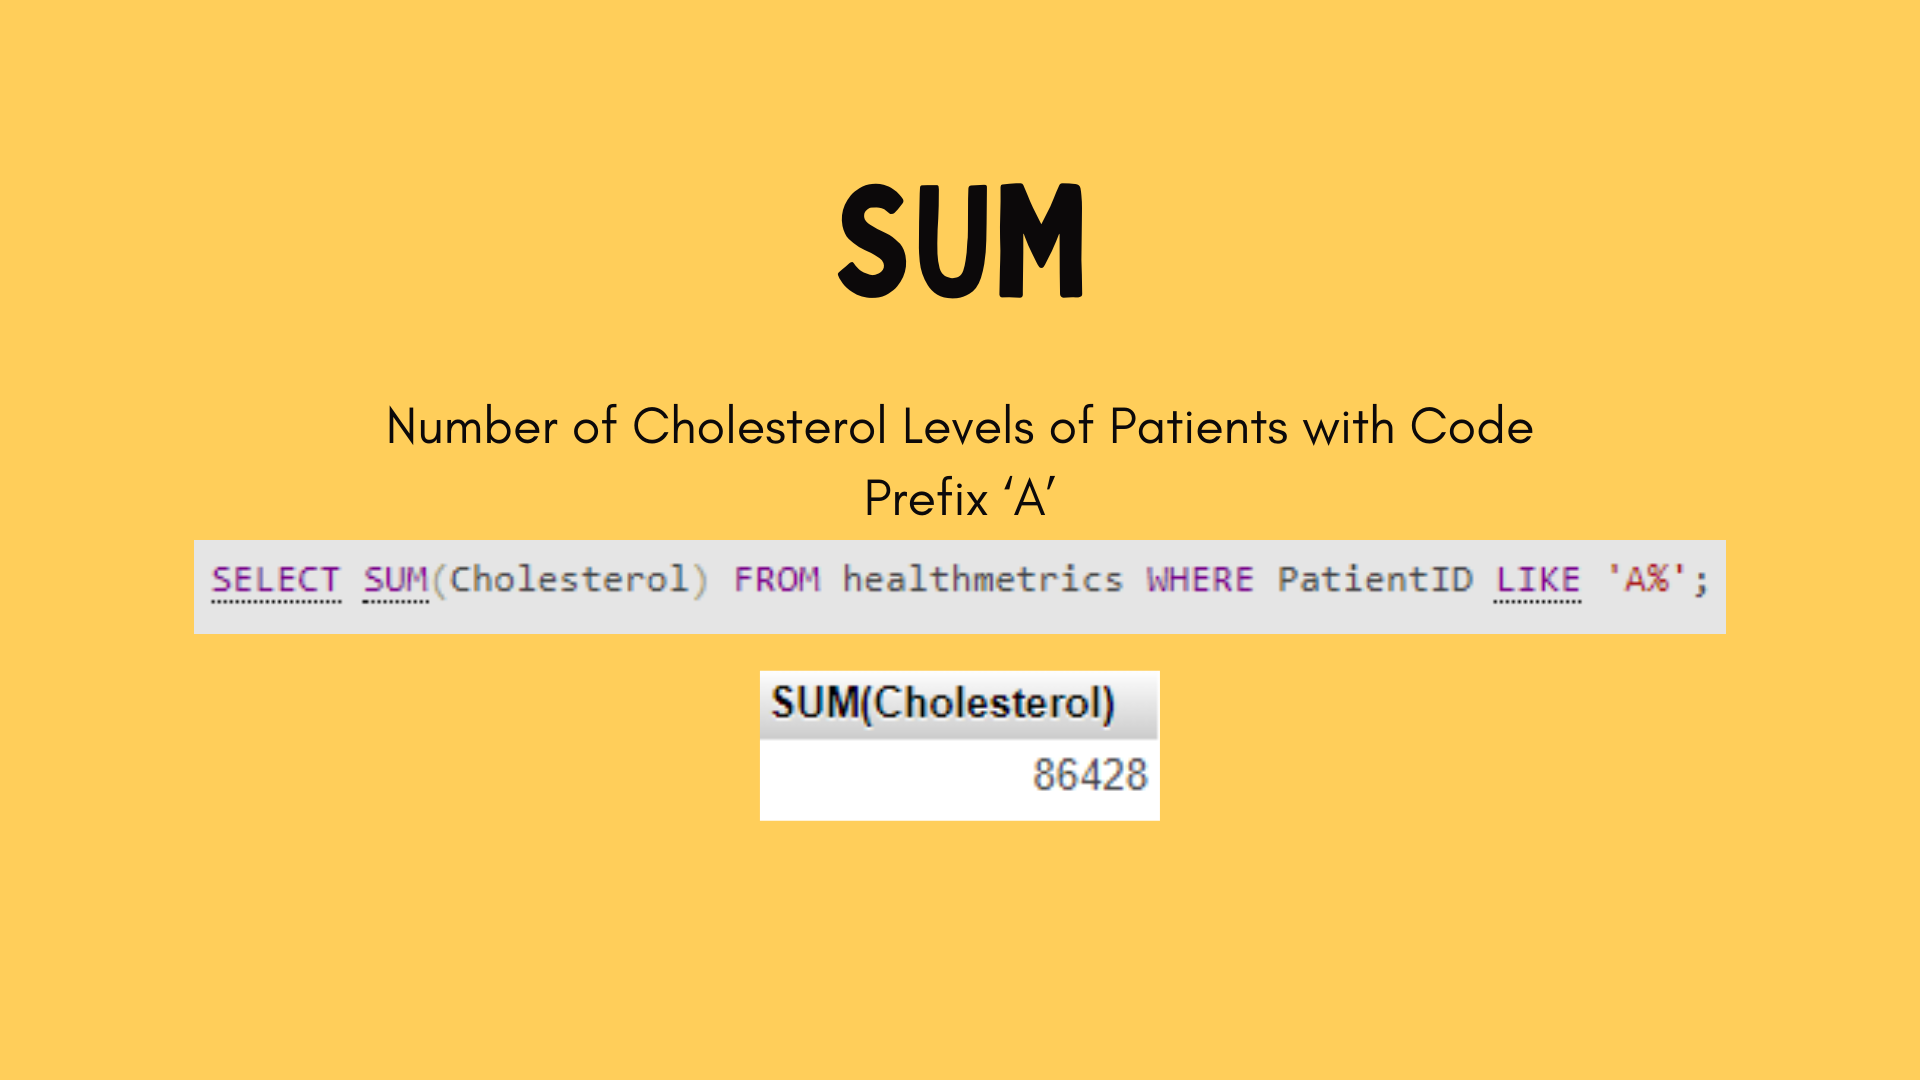 SUM
Number of Cholesterol Levels of Patients with Code
Prefix ‘A’
SELECT SUM(Cholesterol) FROM healthmetrics WHERE PatientID LIKE 'A%';
SUM(Cholesterol)
86428